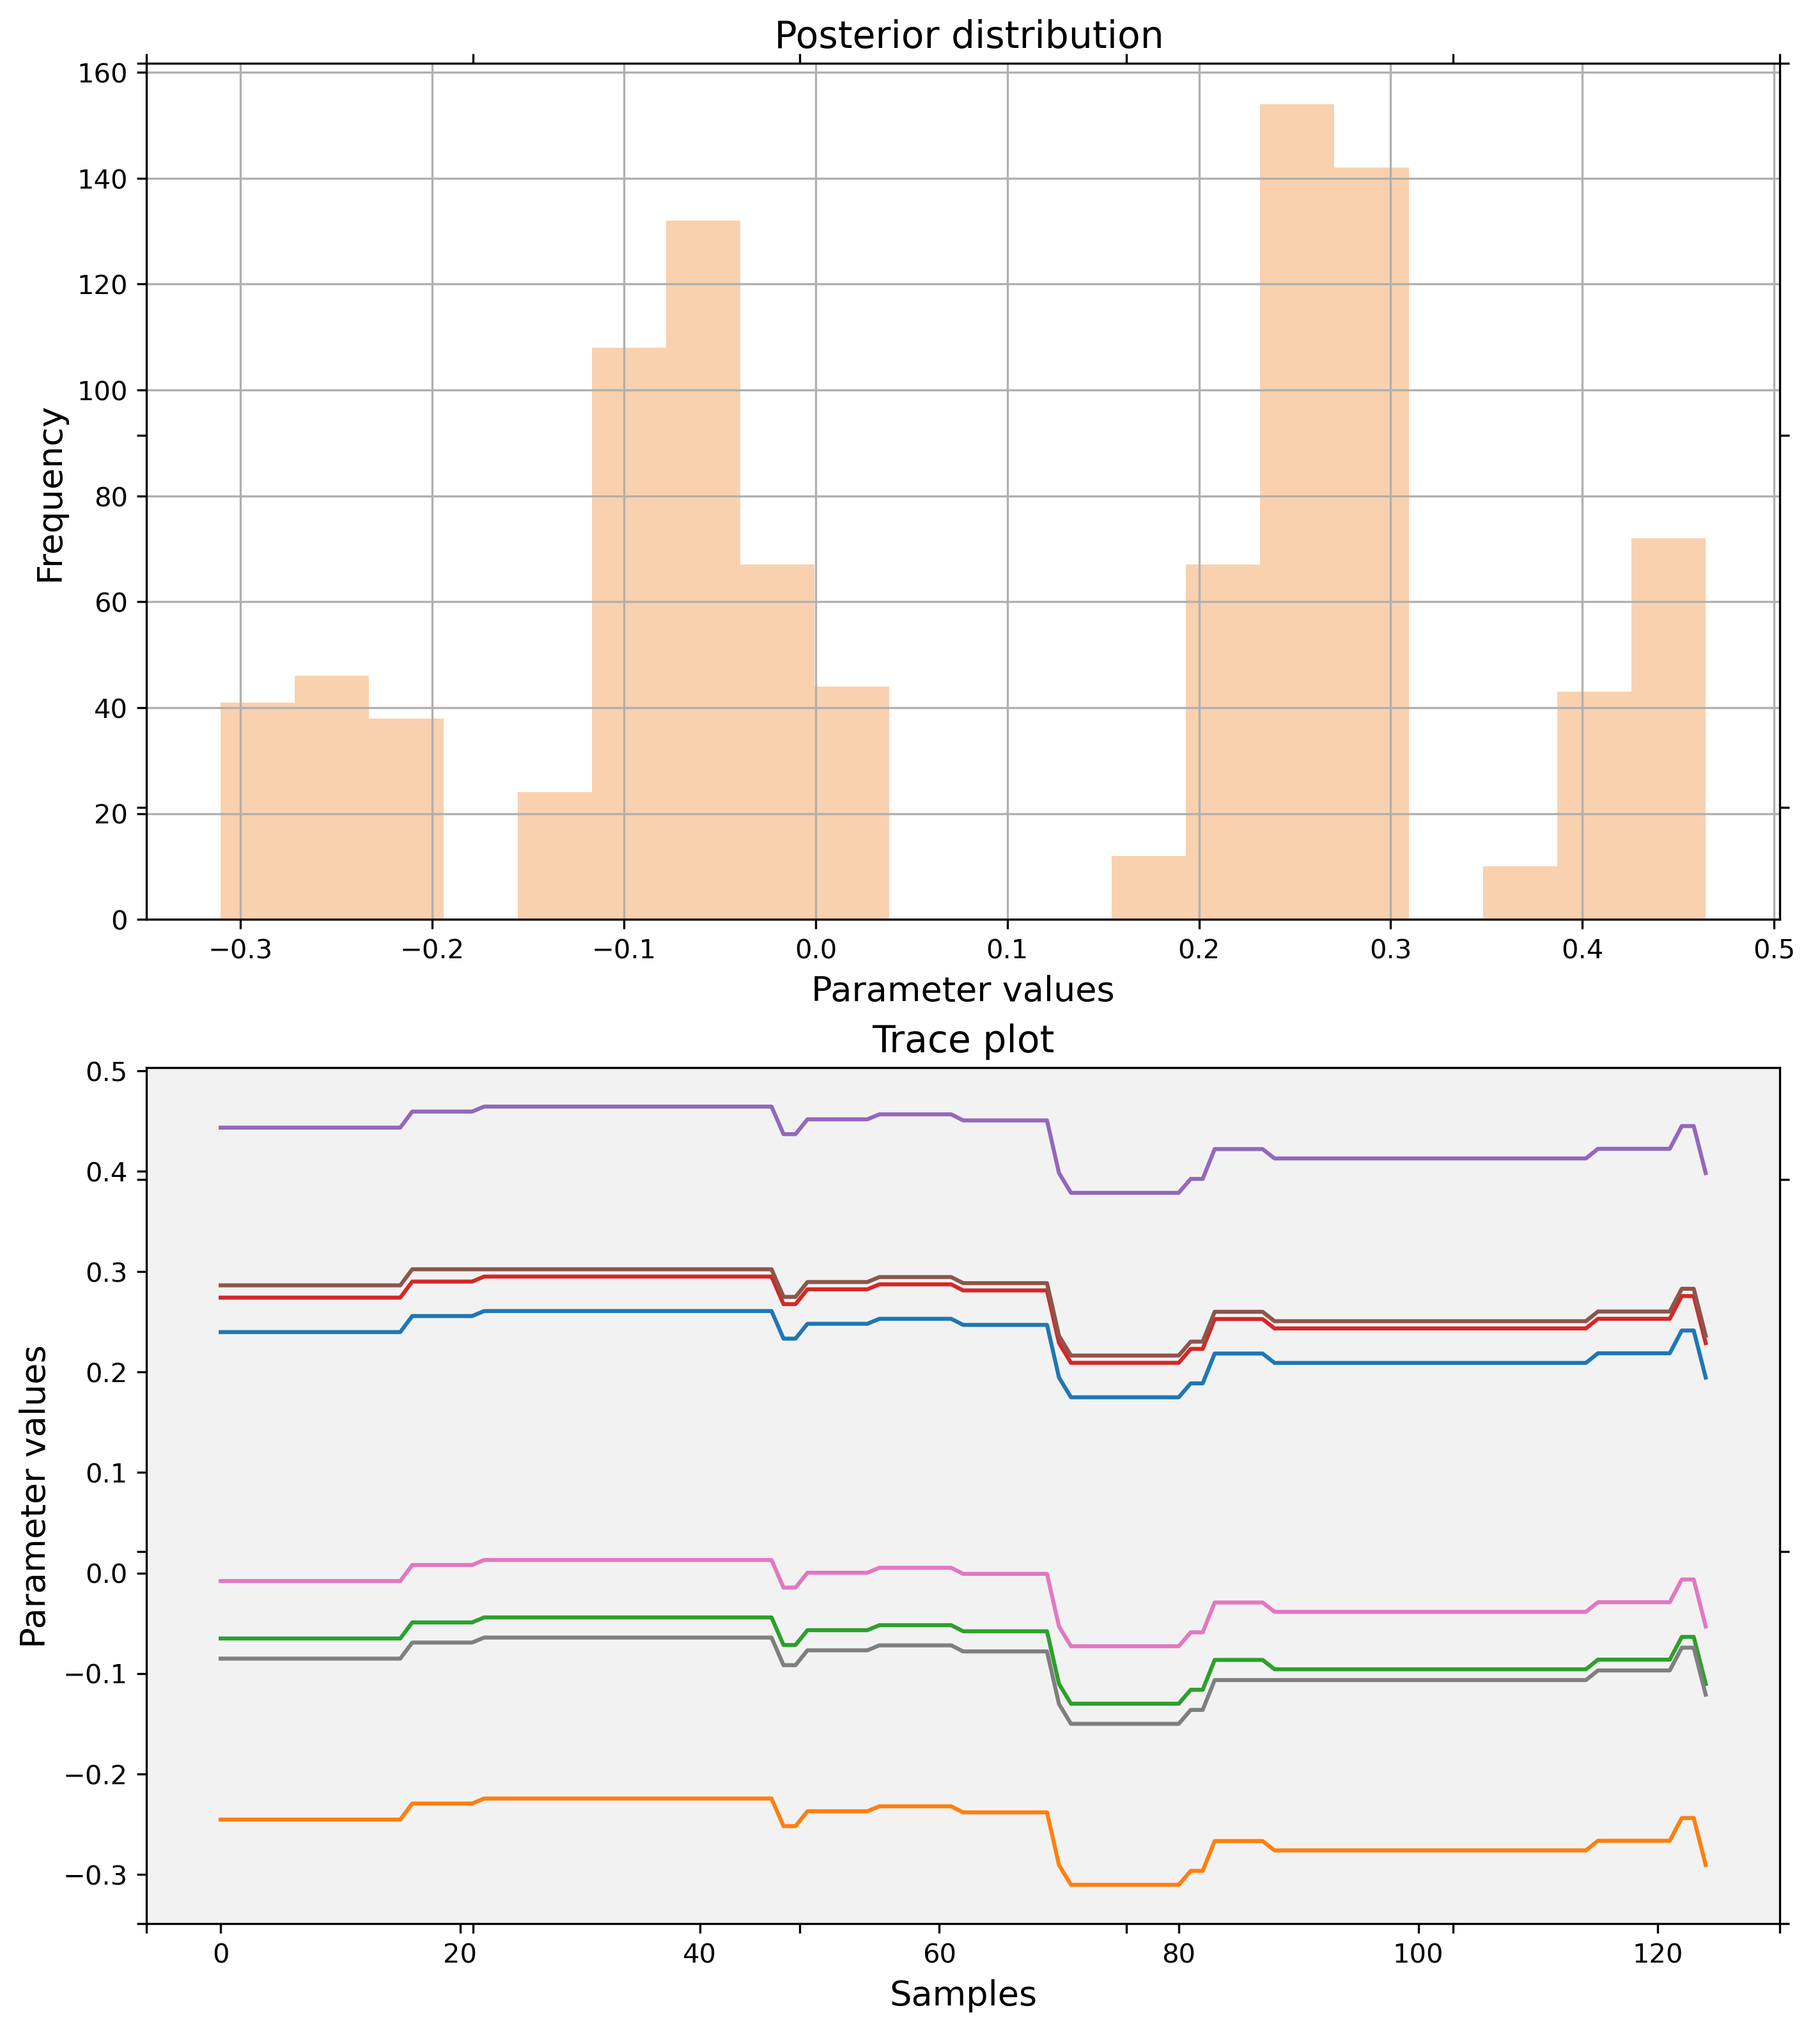 Posterior distribution
160
140
120
100
80
60
40
20
0
Frequency
−0.3 −0.2 −0.1 0.0 0.1 0.2 0.3 0.4 0.5
Parameter values
Trace plot
0.5
0.4
0.3
0.2
0.1
0.0
−0.1
−0.2
−0.3
Parameter values
0 20 40 60 80 100 120
Samples